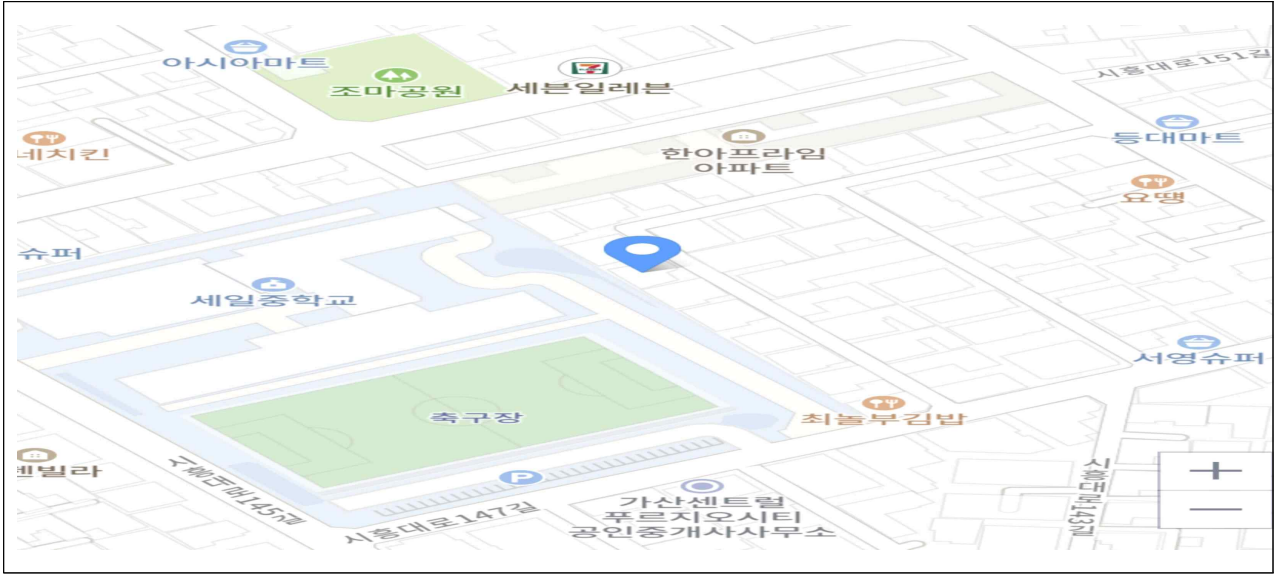 아시아마트
조마공원
7
세븐일레븐
시흥대로151길
네치킨
한아프라임
아파트
등대마트
요땡
슈퍼
세일중학교
서영슈퍼
축구장
최놀부김밥
벤빌라
시흥대로145길
P
시흥대로147길
가산센트럴
푸르지오시티
공인중개사사무소
시흥대로143길
+
−